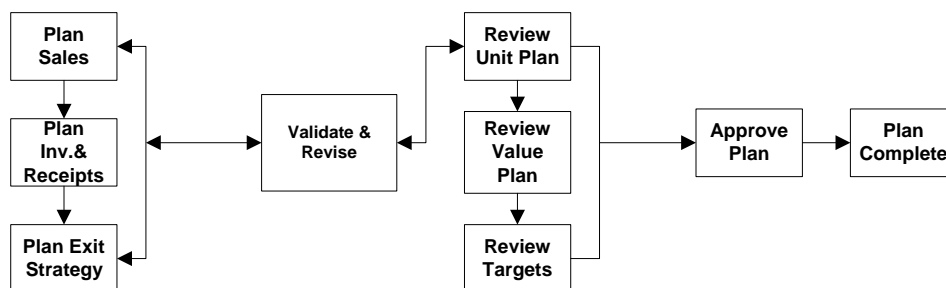 Plan
Sales
Plan
Inv.&
Receipts
Plan Exit
Strategy
Validate &
Revise
Review
Unit Plan
Review
Value
Plan
Review
Targets
Approve
Plan
Plan
Complete